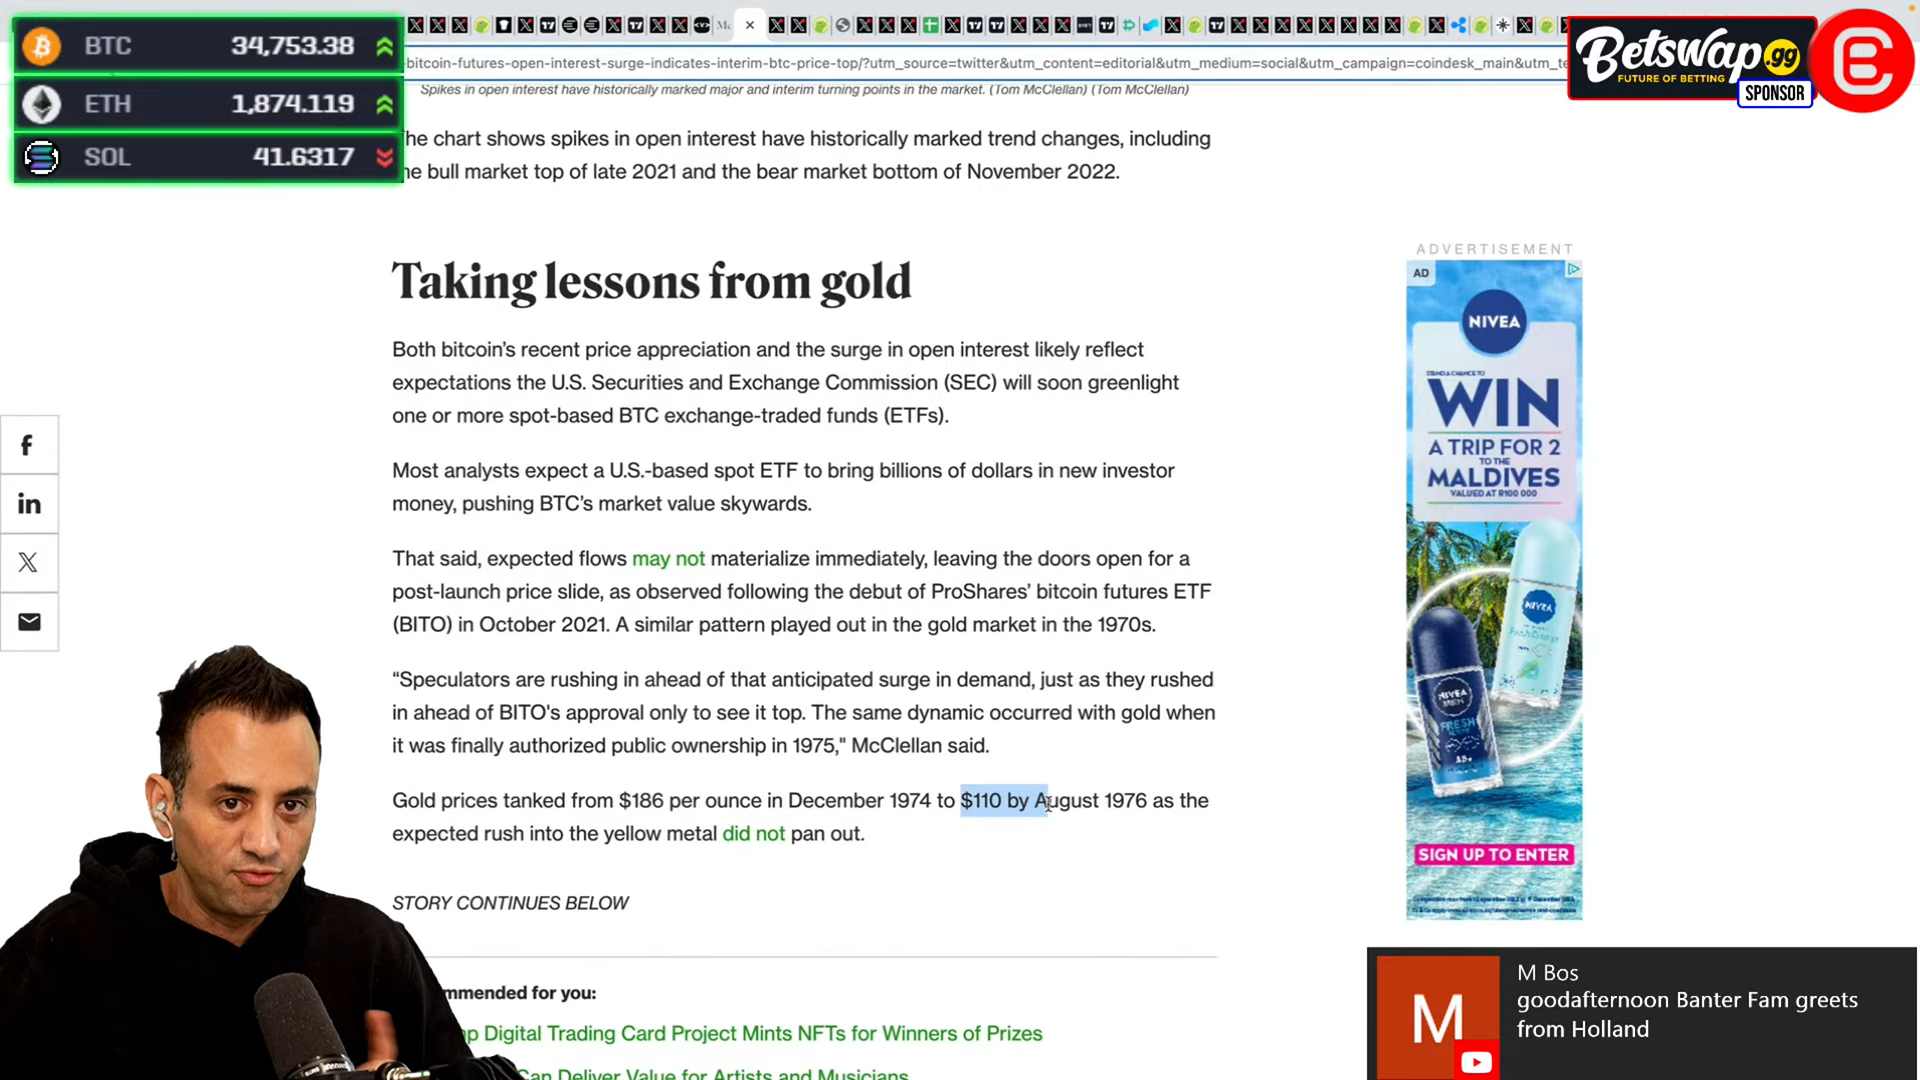 BTC 34,753.38
ETH 1,874.119
SOL 41.6317
-bitcoin-futures-open-interest-surge-indicates-interim-btc-price-top/?utm_source=twitter&utm_content=editorial&utm_medium=social&utm_campaign=coindesk_main&utm_te
Betswap.gg
FUTURE OF BETTING
SPONSOR
Spikes in open interest have historically marked major and interim turning points in the market. (Tom McClellan) (Tom McClellan)
he chart shows spikes in open interest have historically marked trend changes, including
he bull market top of late 2021 and the bear market bottom of November 2022.
Taking lessons from gold
Both bitcoin's recent price appreciation and the surge in open interest likely reflect
expectations the U.S. Securities and Exchange Commission (SEC) will soon greenlight
one or more spot-based BTC exchange-traded funds (ETFs).
Most analysts expect a U.S.-based spot ETF to bring billions of dollars in new investor
money, pushing BTC's market value skywards.
That said, expected flows may not materialize immediately, leaving the doors open for a
post-launch price slide, as observed following the debut of ProShares' bitcoin futures ETF
(BITO) in October 2021. A similar pattern played out in the gold market in the 1970s.
“Speculators are rushing in ahead of that anticipated surge in demand, just as they rushed
in ahead of BITO's approval only to see it top. The same dynamic occurred with gold when
it was finally authorized public ownership in 1975," McClellan said.
Gold prices tanked from $186 per ounce in December 1974 to $110 by August 1976 as the
expected rush into the yellow metal did not pan out.
STORY CONTINUES BELOW
mmended for you:
p Digital Trading Card Project Mints NFTs for Winners of Prizes
Can Deliver Value for Artists and Musicians
ADVERTISEMENT
AD
NIVEA
STAND A CHANCE TO
WIN
A TRIP FOR 2
TO THE
MALDIVES
VALUED AT R100 000
NIVEA
NIVEA
MEN
FRESH
SIGN UP TO ENTER
M
M Bos
goodafternoon Banter Fam greets
from Holland